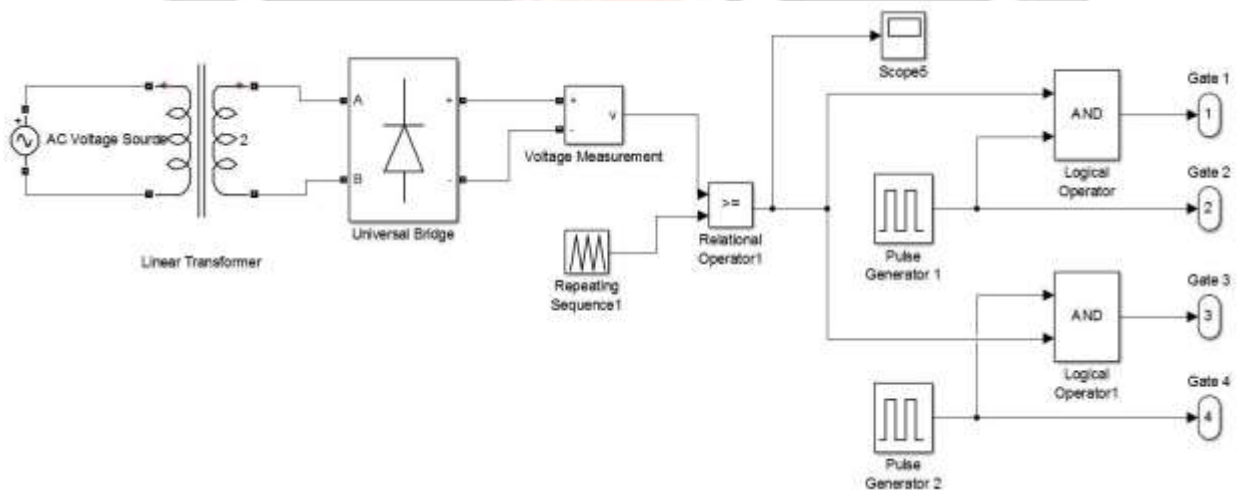 Scope5
Gate 1
AND
1
Logical
Operator
AC Voltage Source
2
Linear Transformer
A
B
+
-
Universal Bridge
+
-
v
Voltage Measurement
>=
Relational
Operator1
Repeating
Sequence1
Gate 2
2
Pulse
Generator 1
Gate 3
AND
3
Logical
Operator1
Gate 4
4
Pulse
Generator 2